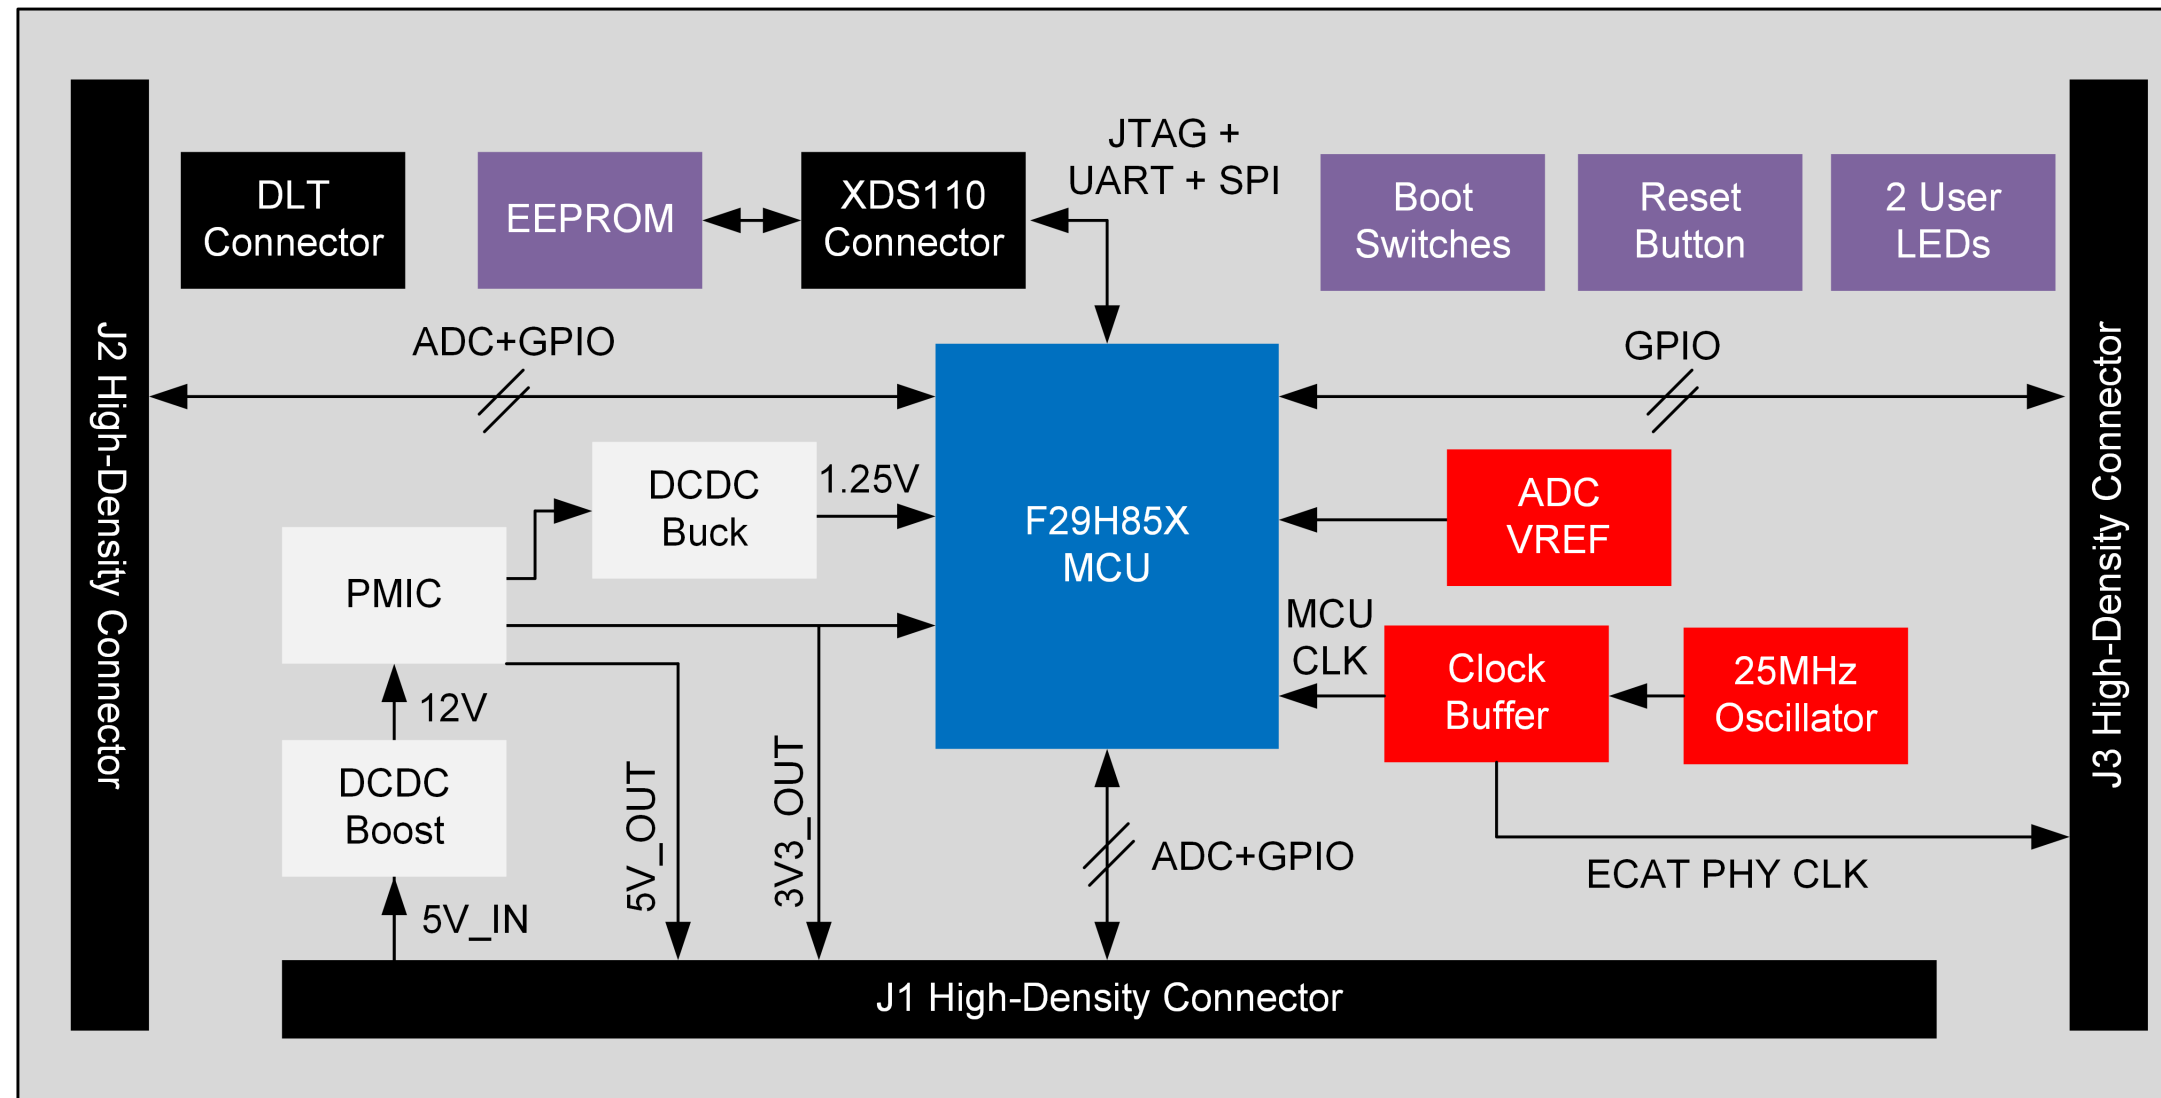 JTAG +
UART + SPI
DLT
Connector
EEPROM
XDS110
Connector
Boot
Switches
Reset
Button
2 User
LEDs
J2 High-Density Connector
ADC+GPIO
GPIO
J3 High-Density Connector
DCDC
Buck
1.25V
F29H85X
MCU
ADC
VREF
PMIC
MCU
CLK
Clock
Buffer
25MHz
Oscillator
12V
DCDC
Boost
5V_OUT
3V3_OUT
ADC+GPIO
ECAT PHY CLK
5V_IN
J1 High-Density Connector